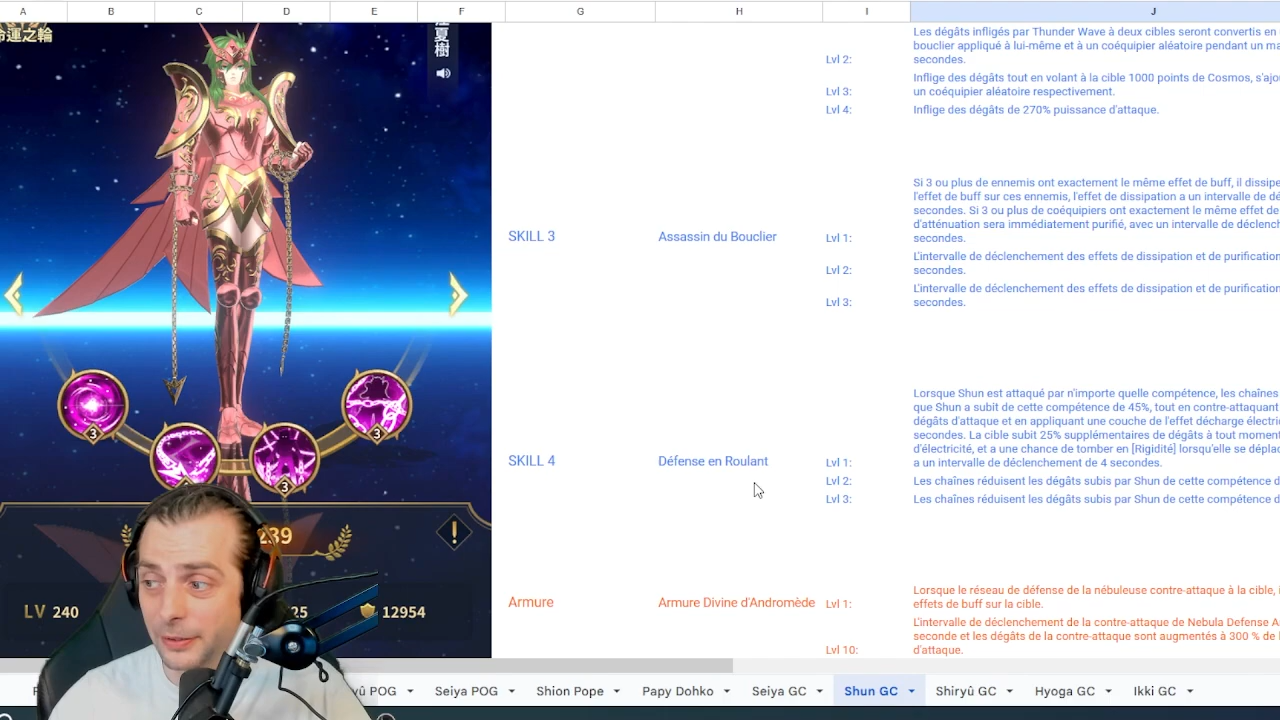 A B C D E F G H I J
命運之輪
夏樹
Les dégâts infligés par Thunder Wave à deux cibles seront convertis en
bouclier appliqué à lui-même et à un coéquipier aléatoire pendant un ma
Lvl 2: secondes.
Inflige des dégâts tout en volant à la cible 1000 points de Cosmos, s'ajo
Lvl 3: un coéquipier aléatoire respectivement.
Lvl 4: Inflige des dégâts de 270% puissance d'attaque.
Si 3 ou plus de ennemis ont exactement le même effet de buff, il dissipe
l'effet de buff sur ces ennemis, l'effet de dissipation a un intervalle de dé
secondes. Si 3 ou plus de coéquipiers ont exactement le même effet de
d'atténuation sera immédiatement purifié, avec un intervalle de déclench
SKILL 3 Assassin du Bouclier Lvl 1: secondes.
L'intervalle de déclenchement des effets de dissipation et de purification
Lvl 2: secondes.
L'intervalle de déclenchement des effets de dissipation et de purification
Lvl 3: secondes.
Lorsque Shun est attaqué par n'importe quelle compétence, les chaînes
que Shun a subit de cette compétence de 45%, tout en contre-attaquant
dégâts d'attaque et en appliquant une couche de l'effet décharge électri
secondes. La cible subit 25% supplémentaires de dégâts à tout moment
d'électricité, et a une chance de tomber en [Rigidité] lorsqu'elle se dépla
SKILL 4 Défense en Roulant Lvl 1: a un intervalle de déclenchement de 4 secondes.
Lvl 2: Les chaînes réduisent les dégâts subis par Shun de cette compétence d
Lvl 3: Les chaînes réduisent les dégâts subis par Shun de cette compétence d
3 3 3
239
LV 240 25 12954
Lorsque le réseau de défense de la nébuleuse contre-attaque à la cible, i
Armure Armure Divine d'Andromède Lvl 1: effets de buff sur la cible.
L'intervalle de déclenchement de la contre-attaque de Nebula Defense A
seconde et les dégâts de la contre-attaque sont augmentés à 300 % de l
Lvl 10: d'attaque.
yû POG Seiya POG Shion Pope Papy Dohko Seiya GC Shun GC Shiryû GC Hyoga GC Ikki GC